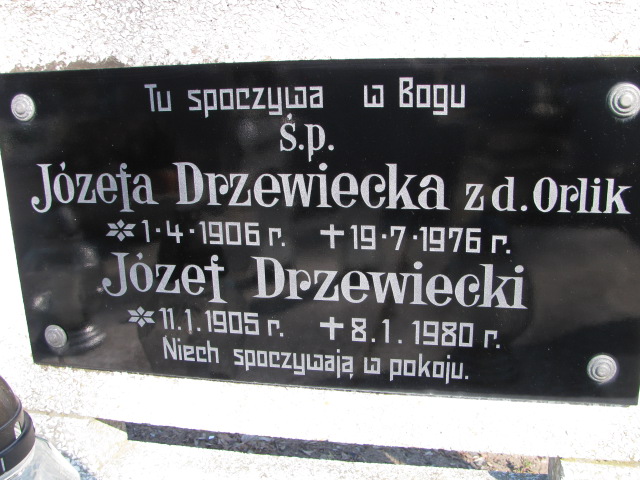 Tu spoczywa w Bogu
Ś.p.
Józefa Drzewiecka z d. Orlik
* 1·4·1906 r. + 19·7·1976 r.
Józef Drzewiecki
* 11.1.1905 r. + 8.1.1980 r.
Niech spoczywają w pokoju.